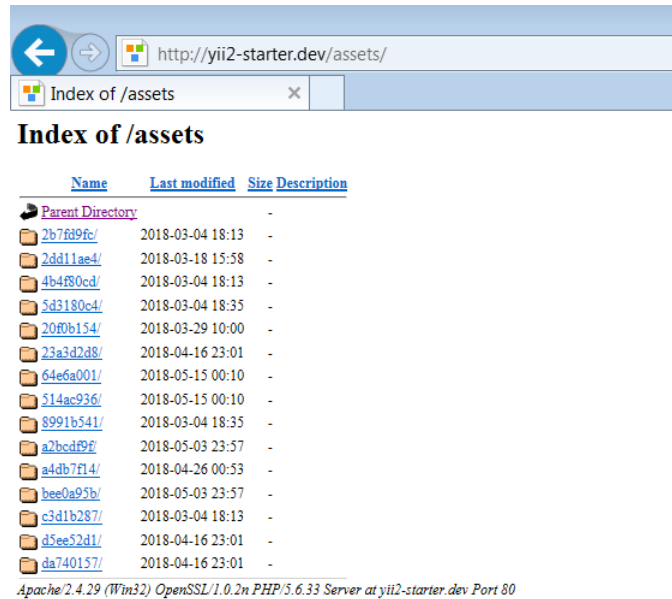 http://yii2-starter.dev/assets/
Index of /assets
Index of /assets
Name Last modified Size Description
Parent Directory -
2b7fd9fc/ 2018-03-04 18:13 -
2dd11ae4/ 2018-03-18 15:58 -
4b4f80cd/ 2018-03-04 18:13 -
5d3180c4/ 2018-03-04 18:35 -
20f0b154/ 2018-03-29 10:00 -
23a3d2d8/ 2018-04-16 23:01 -
64e6a001/ 2018-05-15 00:10 -
514ac936/ 2018-05-15 00:10 -
8991b541/ 2018-03-04 18:35 -
a2bcdf9f/ 2018-05-03 23:57 -
a4db7f14/ 2018-04-26 00:53 -
bee0a95b/ 2018-05-03 23:57 -
c3d1b287/ 2018-03-04 18:13 -
d5ee52d1/ 2018-04-16 23:01 -
da740157/ 2018-04-16 23:01 -
Apache/2.4.29 (Win32) OpenSSL/1.0.2n PHP/5.6.33 Server at yii2-starter.dev Port 80